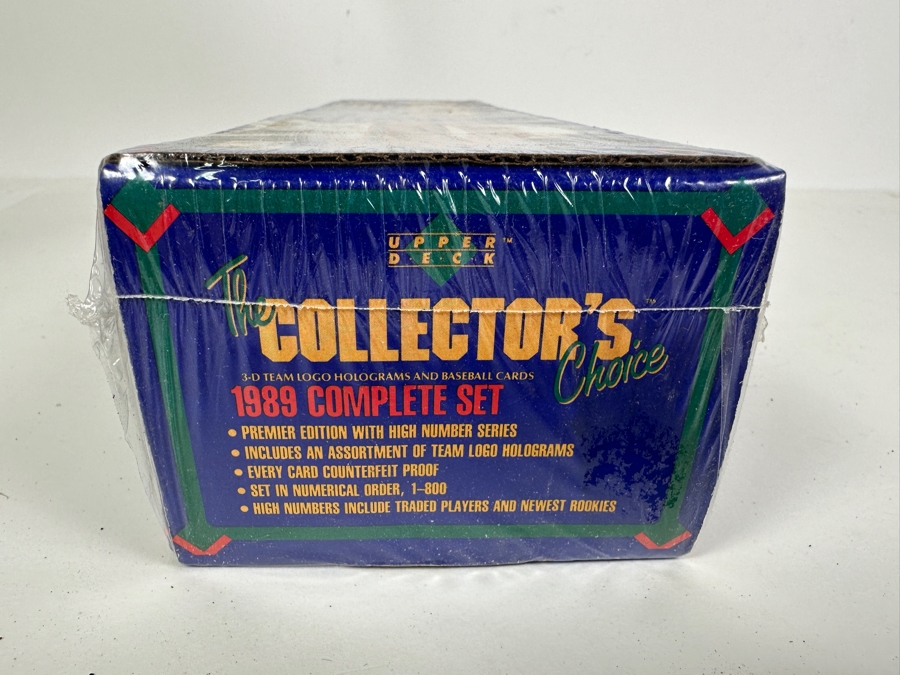 UPPER™
DECK
The
COLLECTOR'S™
Choice
3-D TEAM LOGO HOLOGRAMS AND BASEBALL CARDS
1989 COMPLETE SET
• PREMIER EDITION WITH HIGH NUMBER SERIES
• INCLUDES AN ASSORTMENT OF TEAM LOGO HOLOGRAMS
• EVERY CARD COUNTERFEIT PROOF
• SET IN NUMERICAL ORDER, 1–800
• HIGH NUMBERS INCLUDE TRADED PLAYERS AND NEWEST ROOKIES